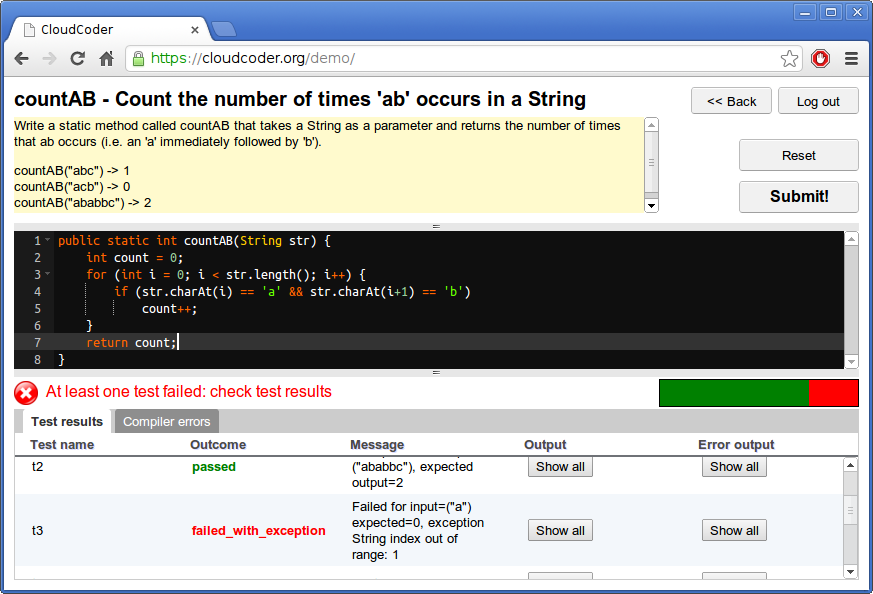 CloudCoder
https://cloudcoder.org/demo/
countAB - Count the number of times 'ab' occurs in a String
<< Back
Log out
Write a static method called countAB that takes a String as a parameter and returns the number of times
that ab occurs (i.e. an 'a' immediately followed by 'b').
countAB("abc") -> 1
countAB("acb") -> 0
countAB("ababbc") -> 2
Reset
Submit!
1 public static int countAB(String str) {
2     int count = 0;
3     for (int i = 0; i < str.length(); i++) {
4         if (str.charAt(i) == 'a' && str.charAt(i+1) == 'b')
5             count++;
6     }
7     return count;
8 }
At least one test failed: check test results
Test results
Compiler errors
Test name Outcome Message Output Error output
t2 passed ("ababbc"), expected Show all Show all
output=2
Failed for input=("a")
expected=0, exception
t3 failed_with_exception String index out of Show all Show all
range: 1